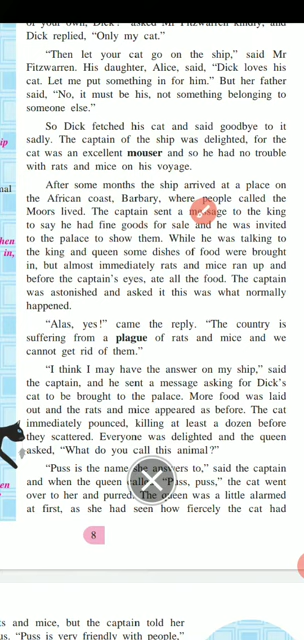 of your own, Dick?" asked Mr Fitzwarren kindly, and
Dick replied, "Only my cat."
"Then let your cat go on the ship," said Mr
Fitzwarren. His daughter, Alice, said, "Dick loves his
cat. Let me put something in for him." But her father
said, "No, it must be his, not something belonging to
someone else."
So Dick fetched his cat and said goodbye to it
sadly. The captain of the ship was delighted, for
the cat was an excellent mouser and so he had no trouble
with rats and mice on his voyage.
After some months the ship arrived at a place on
the African coast, Barbary, where people called the
Moors lived. The captain sent a message to the king
to say he had fine goods for sale and he was invited
to the palace to show them. While he was talking to
the king and queen some dishes of food were brought
in, but almost immediately rats and mice ran up and
before the captain's eyes, ate all the food. The captain
was astonished and asked it this was what normally
happened.
"Alas, yes!" came the reply. "The country is
suffering from a plague of rats and mice and we
cannot get rid of them."
"I think I may have the answer on my ship," said
the captain, and he sent a message asking for Dick's
cat to be brought to the palace. More food was laid
out and the rats and mice appeared as before. The cat
immediately pounced, killing at least a dozen before
they scattered. Everyone was delighted and the queen
asked, "What do you call this animal?"
"Puss is the name she answers to," said the captain
and when the queen called, "Puss, puss," the cat went
over to her and purred. The queen was a little alarmed
at first, as she had seen how fiercely the cat had
8
ts and mice, but the captain told her
us. "Puss is very friendly with people,"
ip
nal
hen
in,
en